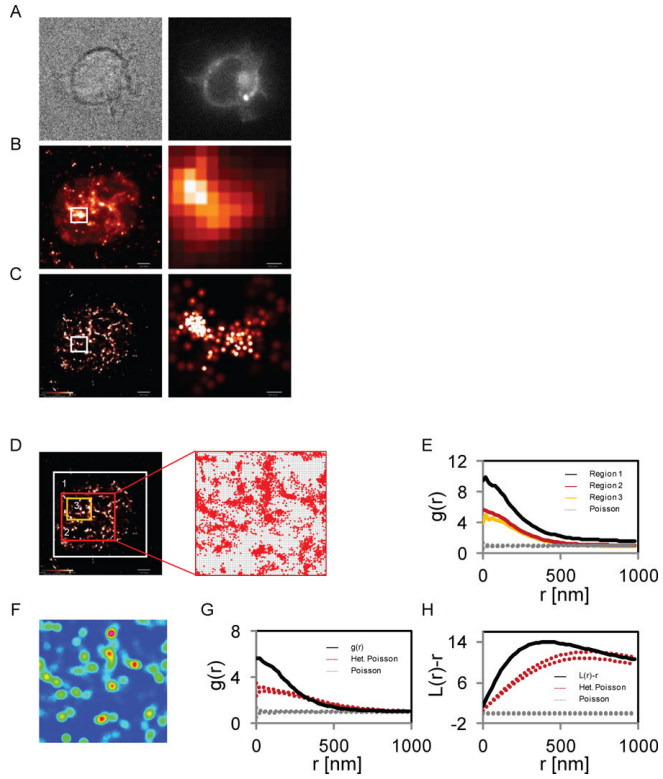 A
B
C
D
1
2
3
E
g(r)
12
8
4
0
Region 1
Region 2
Region 3
Poisson
0 500 1000
r [nm]
F
G
g(r)
8
4
0
g(r)
Het. Poisson
Poisson
0 500 1000
r [nm]
H
L(r)-r
14
6
-2
L(r)-r
Het. Poisson
Poisson
0 500 1000
r [nm]